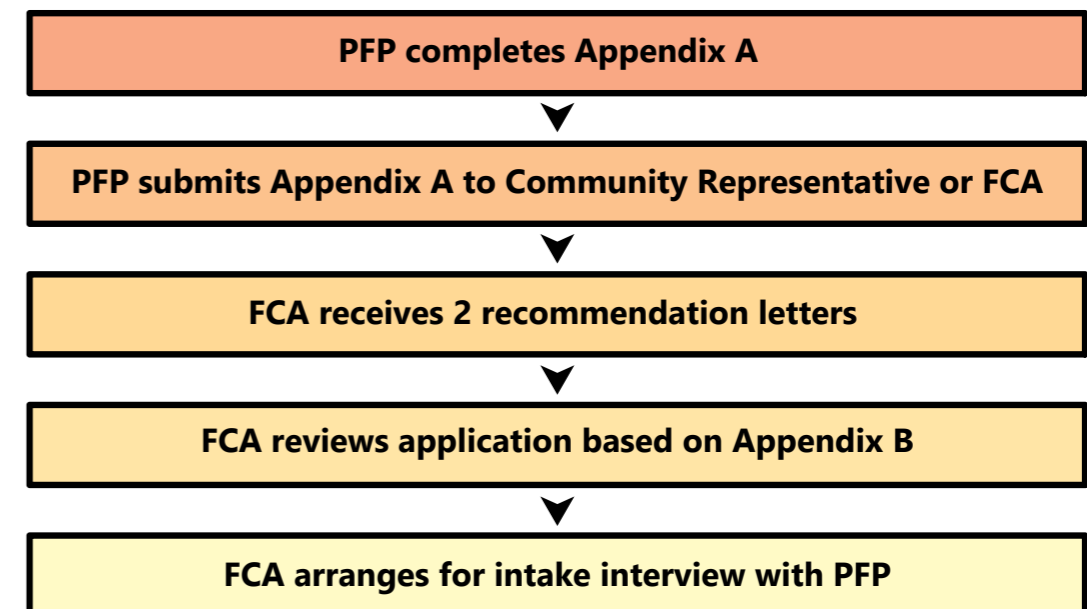 PFP completes Appendix A
PFP submits Appendix A to Community Representative or FCA
FCA receives 2 recommendation letters
FCA reviews application based on Appendix B
FCA arranges for intake interview with PFP